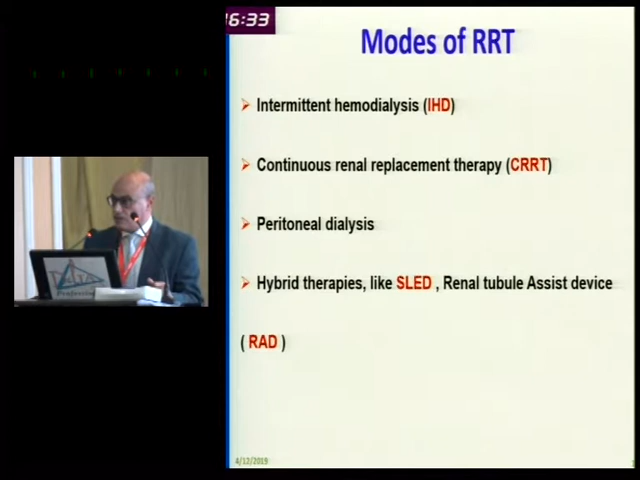 6:33
Modes of RRT
Intermittent hemodialysis (IHD)
Continuous renal replacement therapy (CRRT)
Peritoneal dialysis
Hybrid therapies, like SLED , Renal tubule Assist device
( RAD )
4/12/2019